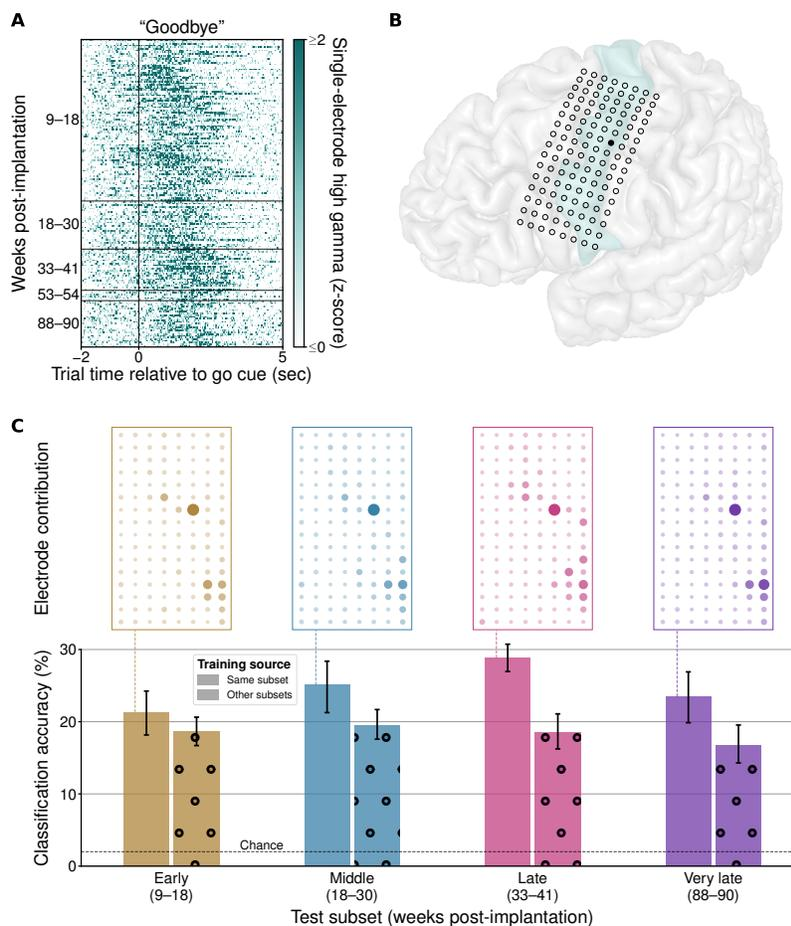 A
"Goodbye"
Weeks post-implantation
9–18
18–30
33–41
53–54
88–90
−2
0
5
Trial time relative to go cue (sec)
≥2
≤0
Single-electrode high gamma (z-score)
B
C
Electrode contribution
Classification accuracy (%)
30
20
10
0
Training source
Same subset
Other subsets
Chance
Early
(9–18)
Middle
(18–30)
Late
(33–41)
Very late
(88–90)
Test subset (weeks post-implantation)